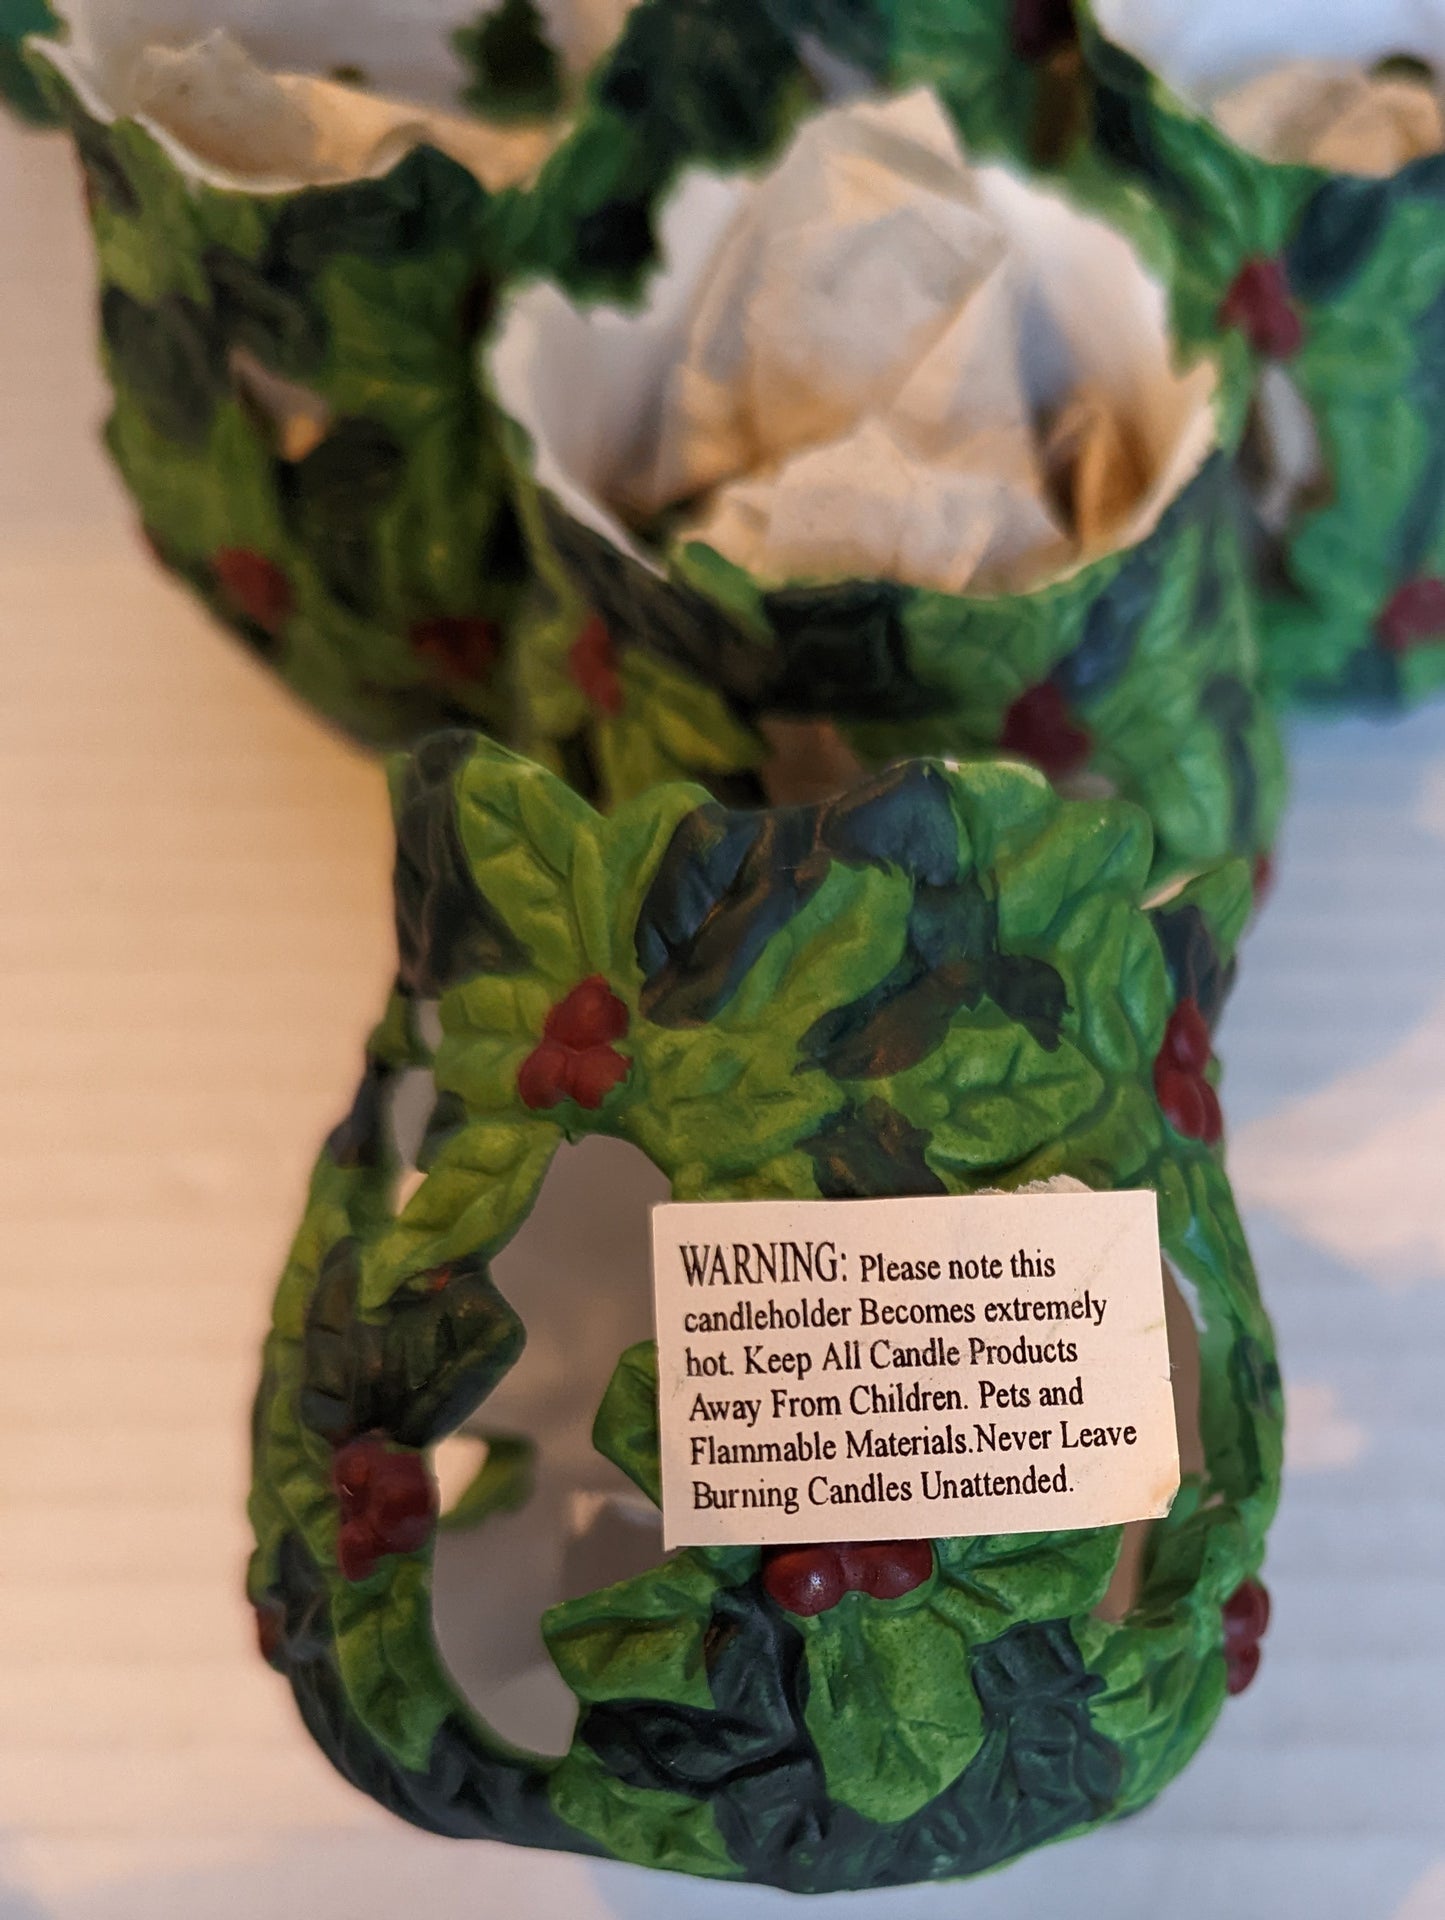 WARNING: Please note this
candleholder Becomes extremely
hot. Keep All Candle Products
Away From Children. Pets and
Flammable Materials.Never Leave
Burning Candles Unattended.